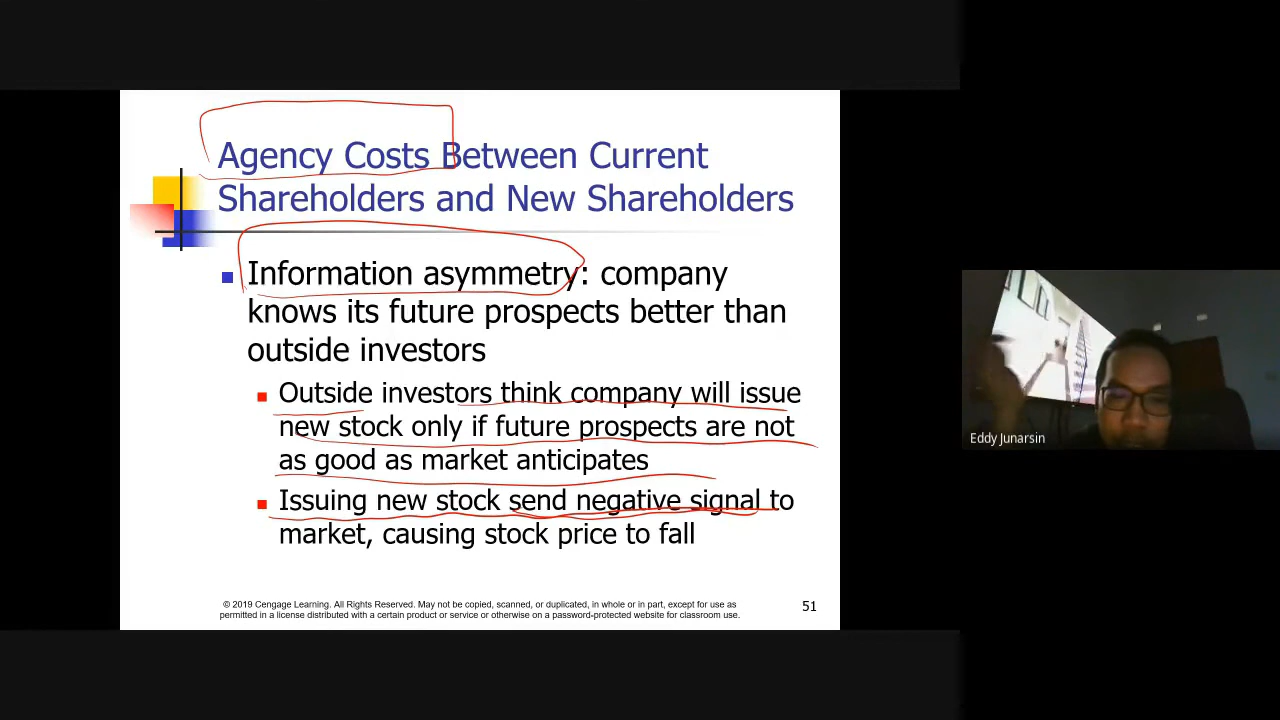 Agency Costs Between Current
Shareholders and New Shareholders
Information asymmetry: company
knows its future prospects better than
outside investors
Outside investors think company will issue
new stock only if future prospects are not
as good as market anticipates
Issuing new stock send negative signal to
market, causing stock price to fall
© 2019 Cengage Learning. All Rights Reserved. May not be copied, scanned, or duplicated, in whole or in part, except for use as
permitted in a license distributed with a certain product or service or otherwise on a password-protected website for classroom use.
51
Eddy Junarsin